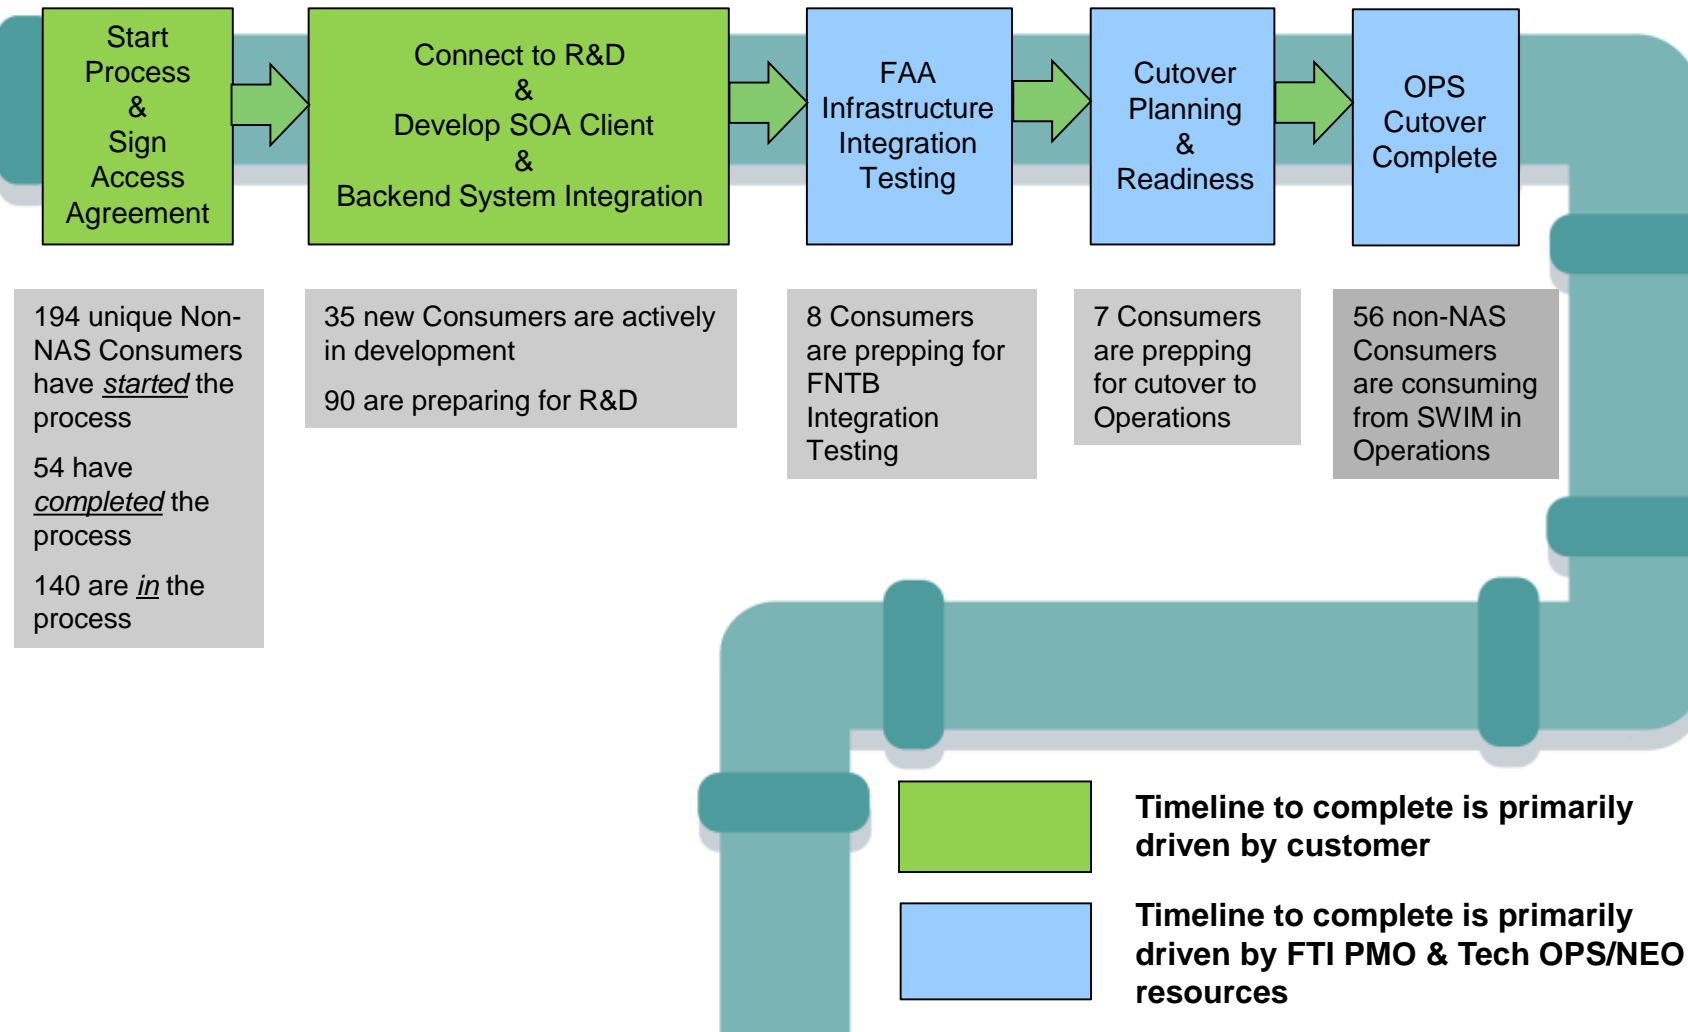 Start
Process
&
Sign
Access
Agreement
Connect to R&D
&
Develop SOA Client
&
Backend System Integration
FAA
Infrastructure
Integration
Testing
Cutover
Planning
&
Readiness
OPS
Cutover
Complete
194 unique Non-
NAS Consumers
have started the
process
54 have
completed the
process
140 are in the
process
35 new Consumers are actively
in development
90 are preparing for R&D
8 Consumers
are prepping for
FNTB
Integration
Testing
7 Consumers
are prepping
for cutover to
Operations
56 non-NAS
Consumers
are consuming
from SWIM in
Operations
Timeline to complete is primarily
driven by customer
Timeline to complete is primarily
driven by FTI PMO & Tech OPS/NEO
resources